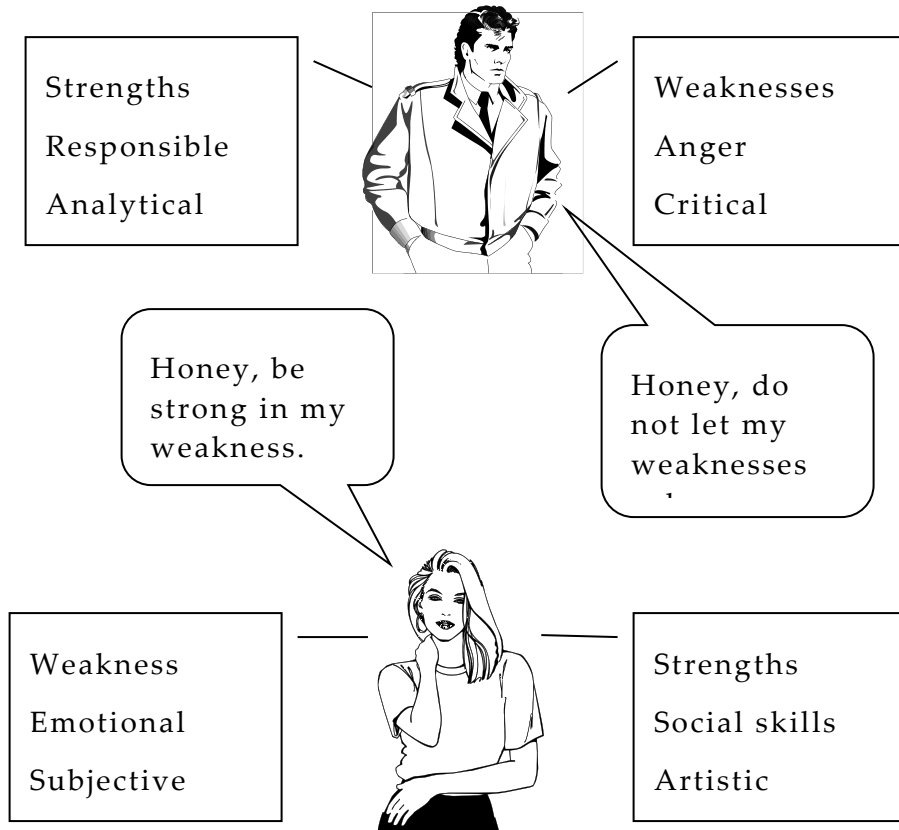 Strengths
Responsible
Analytical
Weaknesses
Anger
Critical
Honey, be
strong in my
weakness.
Honey, do
not let my
weaknesses
Weakness
Emotional
Subjective
Strengths
Social skills
Artistic